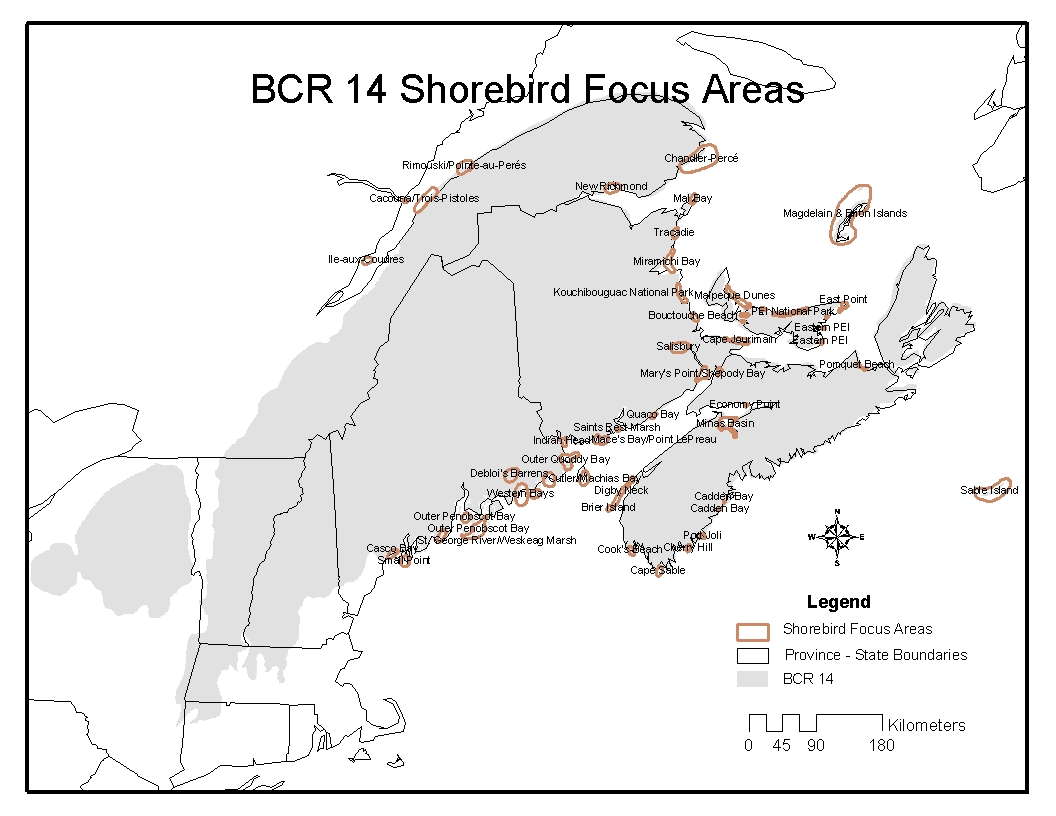 BCR 14 Shorebird Focus Areas
Chandler-Percé
Rimouski/Pointe-au-Perés
New Richmond
Cacouna/Trois-Pistoles
Mal Bay
Magdelain & Brion Islands
Tracadie
Ile-aux-Coudres
Miramichi Bay
Kouchibouguac National Park
Malpeque Dunes
East Point
PEI National Park
Bouctouche Beach
Eastern PEI
Eastern PEI
Cape Jourimain
Salisbury
Pomquet Beach
Mary's Point/Shepody Bay
Economy Point
Quaco Bay
Minas Basin
Saints Rest Marsh
Indian Head
Mace's Bay/Point LePreau
Outer Quoddy Bay
Debloi's Barrens
Cutler/Machias Bay
Digby Neck
Sable Island
Western Bays
Cadden Bay
Brier Island
Cadden Bay
Outer Penobscot Bay
Outer Penobscot Bay
St. George River/Weskeag Marsh
Port Joli
Casco Bay
Cook's Beach
Cherry Hill
Small Point
Cape Sable
N
W E
S
Legend
Shorebird Focus Areas
Province - State Boundaries
BCR 14
Kilometers
0 45 90 180